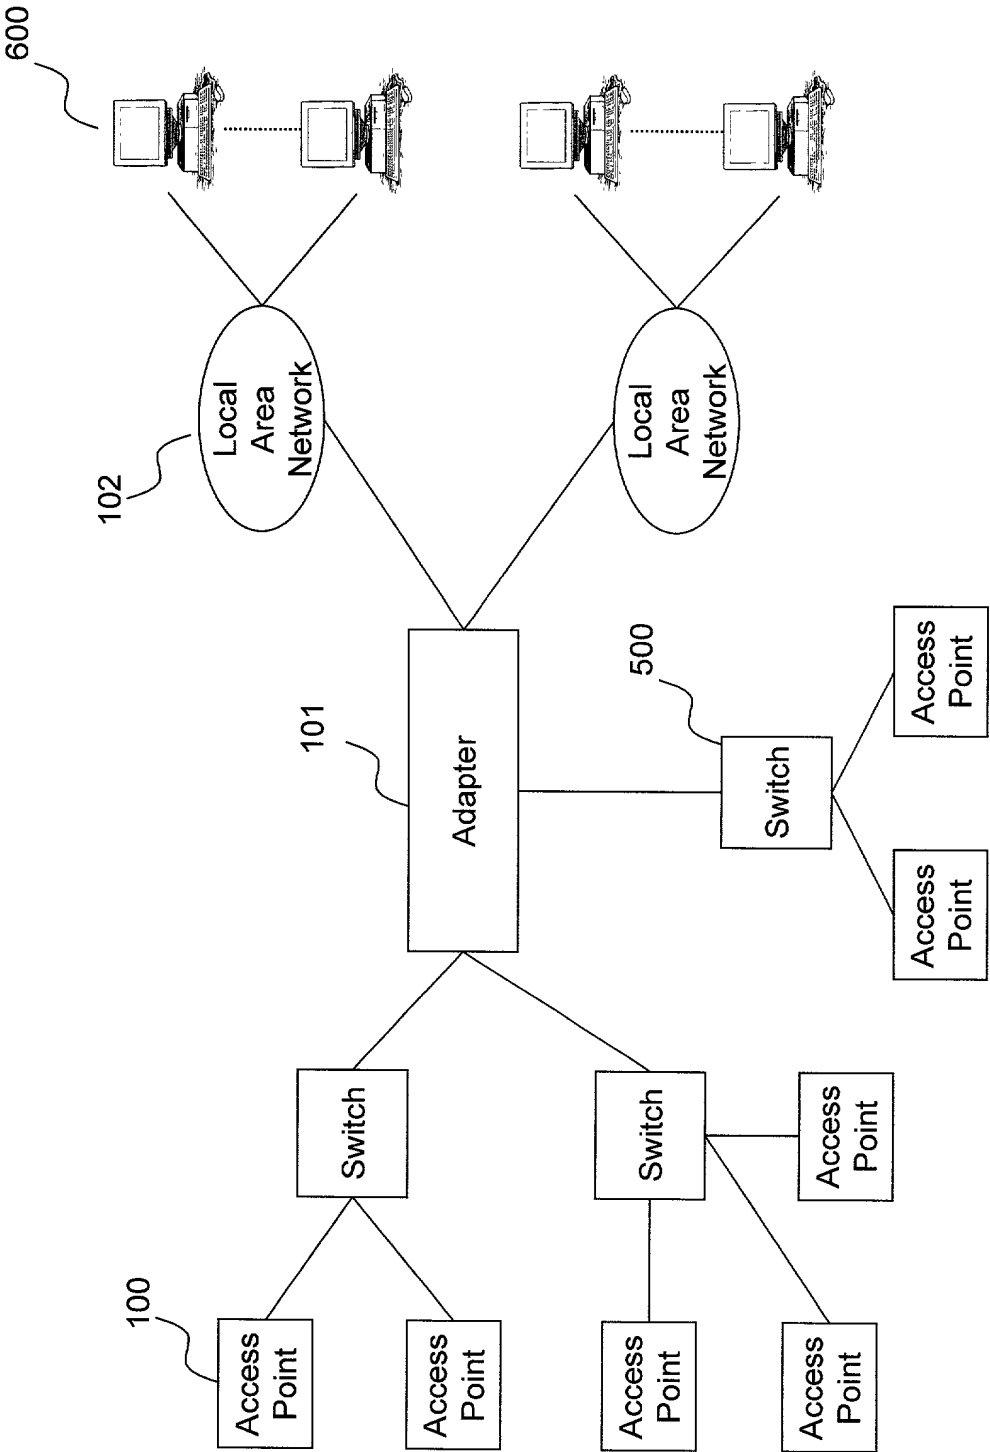 600
102
100
Local
Area
Network
Access
Point
101
Switch
Access
Point
Adapter
500
Local
Area
Network
Access
Point
Switch
Switch
Access
Point
Access
Point
Access
Point
Access
Point